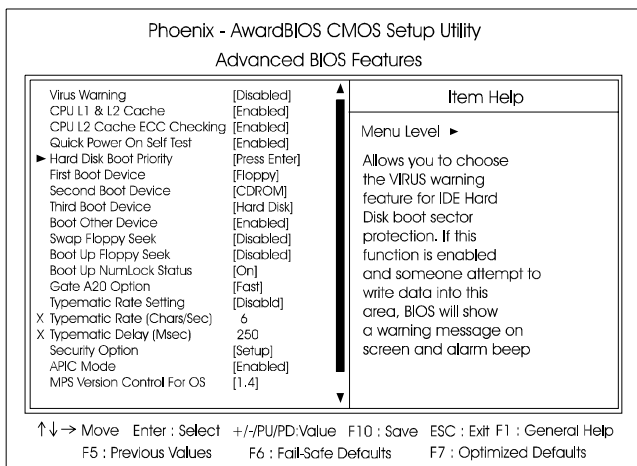 Phoenix - AwardBIOS CMOS Setup Utility
Advanced BIOS Features
Virus Warning [Disabled]
CPU L1 & L2 Cache [Enabled]
CPU L2 Cache ECC Checking [Enabled]
Quick Power On Self Test [Enabled]
► Hard Disk Boot Priority [Press Enter]
First Boot Device [Floppy]
Second Boot Device [CDROM]
Third Boot Device [Hard Disk]
Boot Other Device [Enabled]
Swap Floppy Seek [Disabled]
Boot Up Floppy Seek [Disabled]
Boot Up NumLock Status [On]
Gate A20 Option [Fast]
Typematic Rate Setting [Disabld]
X Typematic Rate (Chars/Sec) 6
X Typematic Delay (Msec) 250
Security Option [Setup]
APIC Mode [Enabled]
MPS Version Control For OS [1.4]
Item Help
Menu Level ►
Allows you to choose
the VIRUS warning
feature for IDE Hard
Disk boot sector
protection. If this
function is enabled
and someone attempt to
write data into this
area, BIOS will show
a warning message on
screen and alarm beep
↑↓→ Move Enter : Select +/-/PU/PD:Value F10 : Save ESC : Exit F1 : General Help
F5 : Previous Values F6 : Fail-Safe Defaults F7 : Optimized Defaults